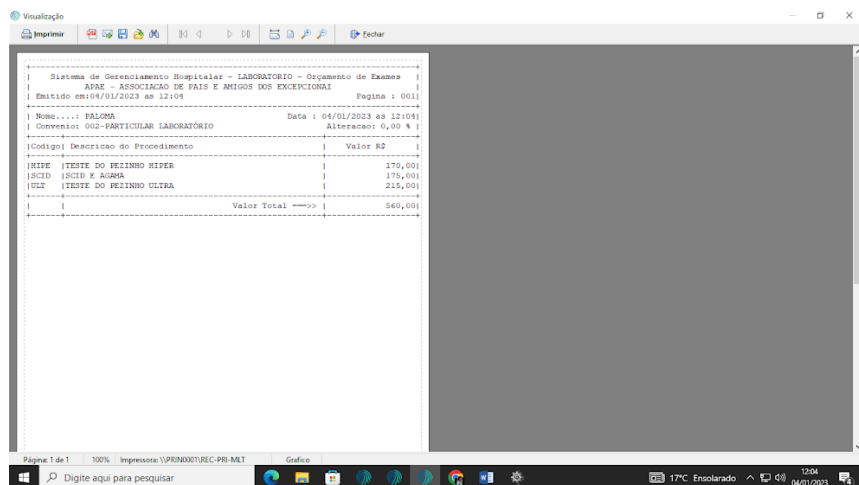 Visualização
Imprimir
Fechar
Sistema de Gerenciamento Hospitalar - LABORATORIO - Orçamento de Exames
APAE - ASSOCIACAO DE PAIS E AMIGOS DOS EXCEPCIONAI
Emitido em:04/01/2023 as 12:04 Pagina : 001
Nome....: PALOMA Data : 04/01/2023 as 12:04
Convenio: 002-PARTICULAR LABORATÓRIO Alteracao: 0,00 %
Codigo| Descricao do Procedimento | Valor R$
HIPE |TESTE DO PEZINHO HIPER | 170,00
SCID |SCID E AGAMA | 175,00
ULT |TESTE DO PEZINHO ULTRA | 215,00
Valor Total ===>> | 560,00
Página: 1 de 1 100% Impressora: \\PRIN0001\REC-PRI-MLT Grafico
Digite aqui para pesquisar
17°C Ensolarado
12:04
04/01/2023